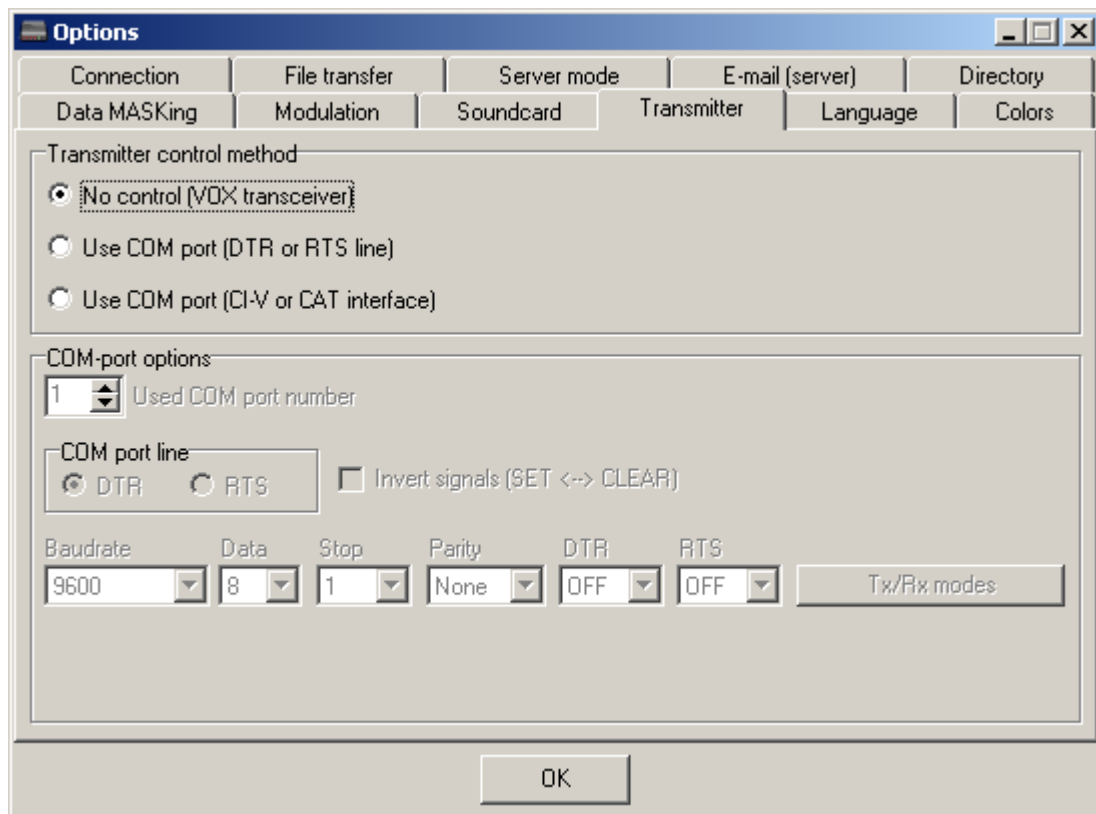 Options
Connection File transfer Server mode E-mail (server) Directory
Data MASKing Modulation Soundcard Transmitter Language Colors
Transmitter control method
No control (VOX transceiver)
Use COM port (DTR or RTS line)
Use COM port (CI-V or CAT interface)
COM-port options
1 Used COM port number
COM port line
DTR RTS Invert signals (SET <--> CLEAR)
Baudrate Data Stop Parity DTR RTS
9600 8 1 None OFF OFF Tx/Rx modes
OK